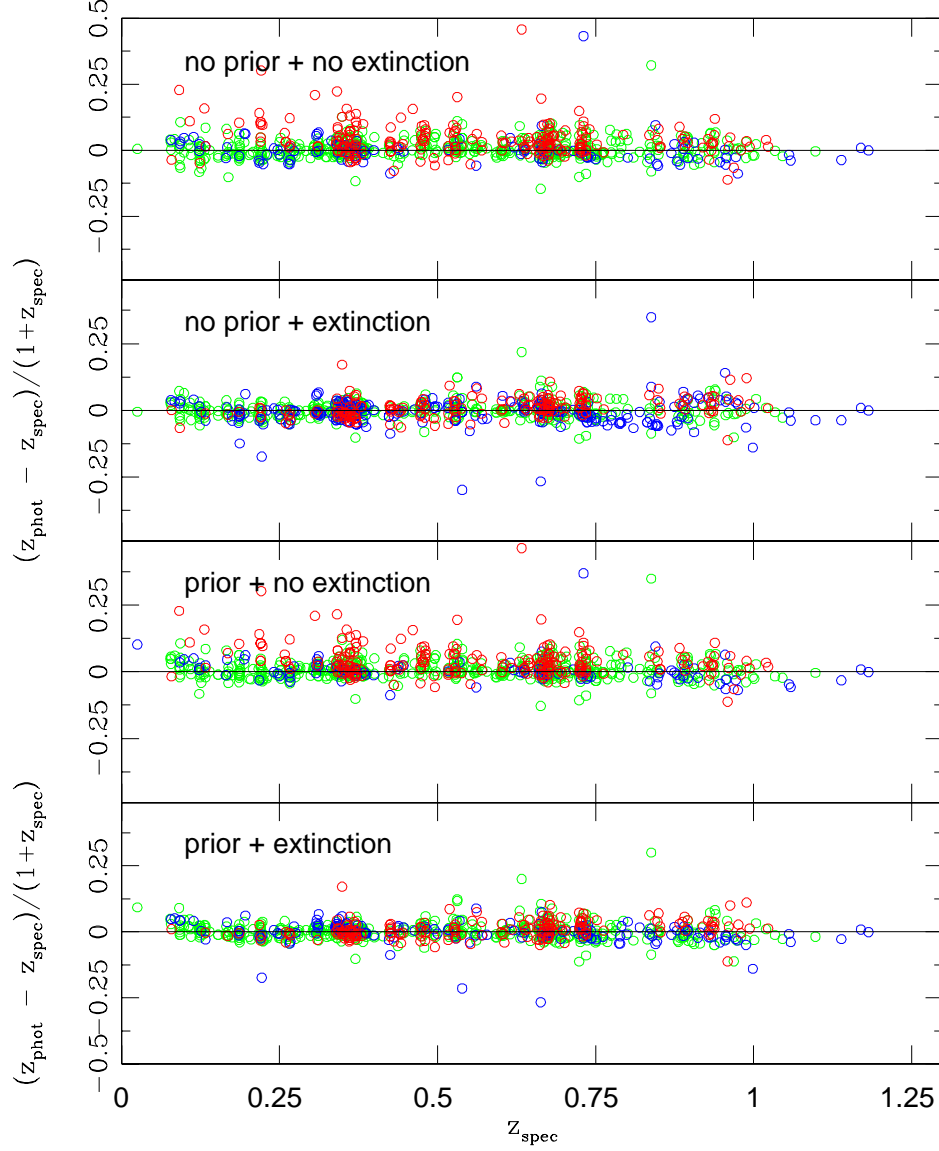 0.5
no prior + no extinction
0.25
0
−0.25
(z_phot − z_spec)/(1+z_spec)
no prior + extinction
0.25
0
−0.25
prior + no extinction
0.25
0
−0.25
(z_phot − z_spec)/(1+z_spec)
prior + extinction
0.25
0
−0.25
−0.5
0 0.25 0.5 0.75 1 1.25
z_spec